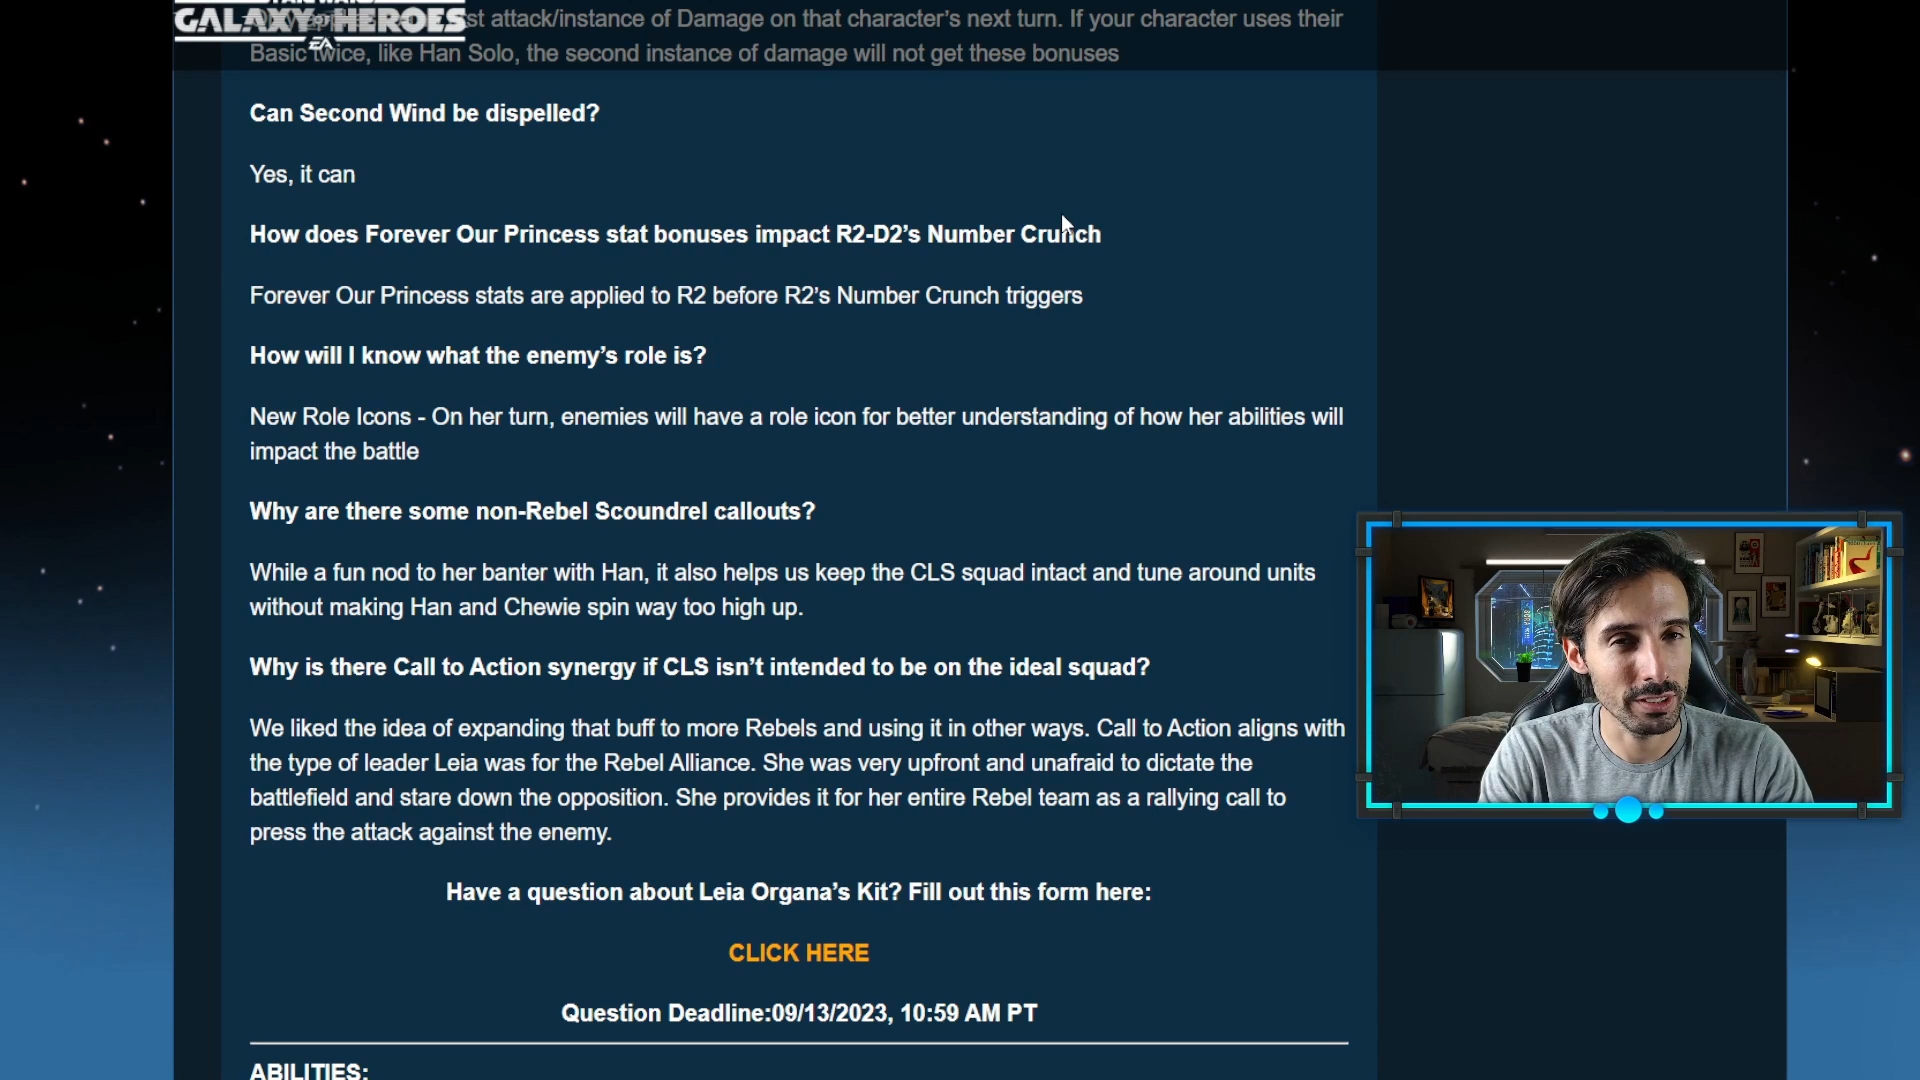 GALAXY OF HEROES
EA
st attack/instance of Damage on that character’s next turn. If your character uses their
Basic twice, like Han Solo, the second instance of damage will not get these bonuses
Can Second Wind be dispelled?
Yes, it can
How does Forever Our Princess stat bonuses impact R2-D2’s Number Crunch
Forever Our Princess stats are applied to R2 before R2’s Number Crunch triggers
How will I know what the enemy’s role is?
New Role Icons - On her turn, enemies will have a role icon for better understanding of how her abilities will
impact the battle
Why are there some non-Rebel Scoundrel callouts?
While a fun nod to her banter with Han, it also helps us keep the CLS squad intact and tune around units
without making Han and Chewie spin way too high up.
Why is there Call to Action synergy if CLS isn’t intended to be on the ideal squad?
We liked the idea of expanding that buff to more Rebels and using it in other ways. Call to Action aligns with
the type of leader Leia was for the Rebel Alliance. She was very upfront and unafraid to dictate the
battlefield and stare down the opposition. She provides it for her entire Rebel team as a rallying call to
press the attack against the enemy.
Have a question about Leia Organa’s Kit? Fill out this form here:
CLICK HERE
Question Deadline:09/13/2023, 10:59 AM PT
ABILITIES: